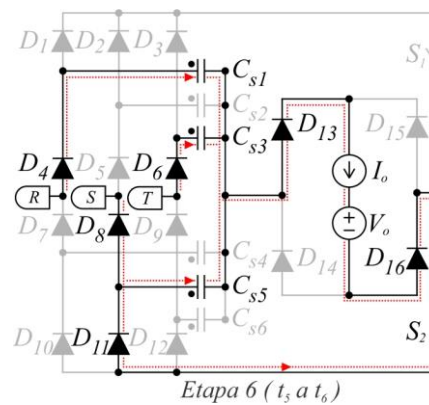 D1 D2 D3 S1
Cs1
Cs2
D13 D15
Cs3
D4 D5 D6
Io
R S T
Vo
D7 D8 D9
D14 D16
Cs4
Cs5
D10 D11 D12
Cs6
S2
Etapa 6 ( t5 a t6 )